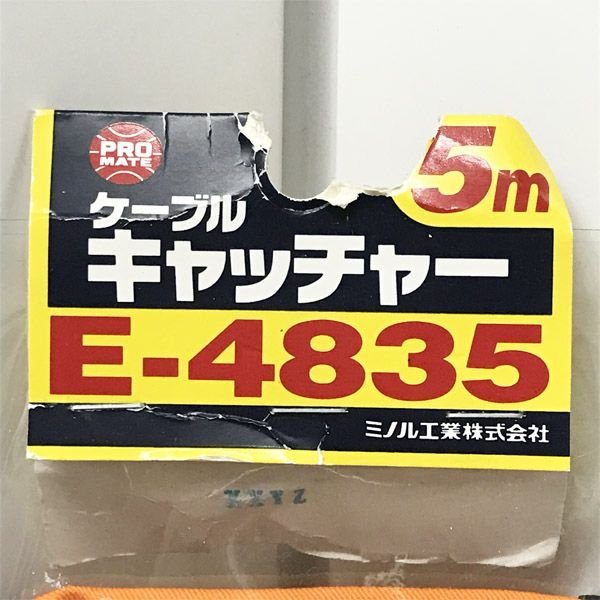 PRO
MATE
5m
ケーブル
キャッチャー
E-4835
ミノル工業株式会社